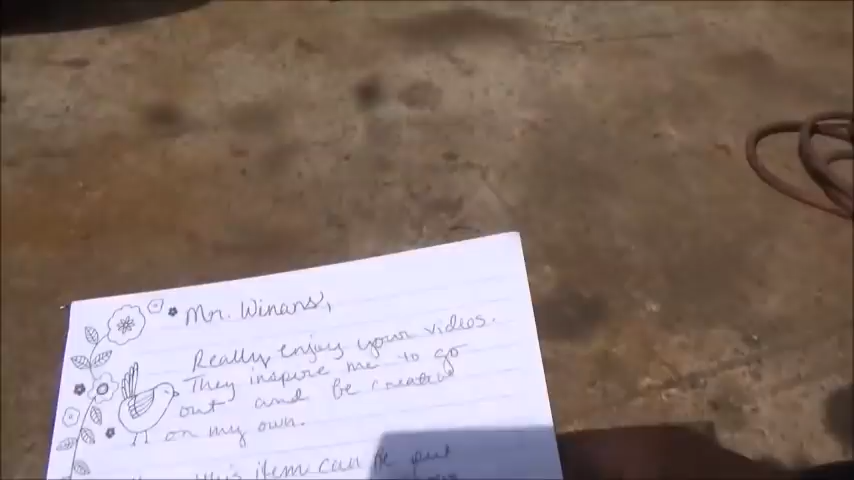 Mr. Winans,
Really enjoy your videos.
They inspire me to go
out and be creative
on my own.
this item can be put